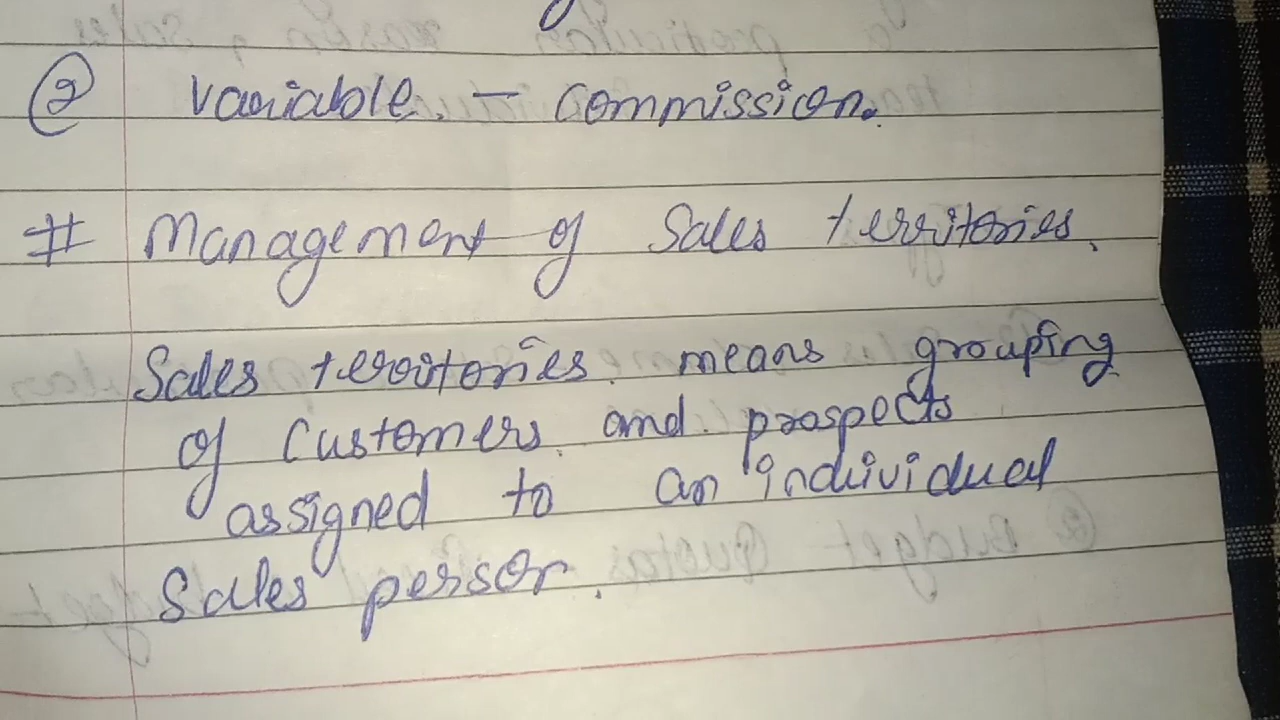 ② Variable. - Commission.
# Management of Sales territories.
Sales territories. means grouping
of Customers. and. prospects
assigned to an individual
Sales person.